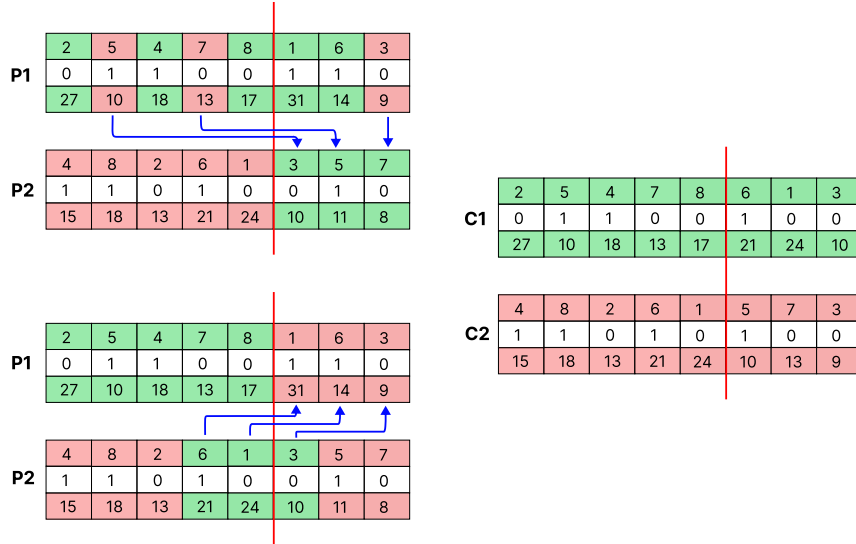 2 5 4 7 8 1 6 3
P1 0 1 1 0 0 1 1 0
27 10 18 13 17 31 14 9
4 8 2 6 1 3 5 7
P2 1 1 0 1 0 0 1 0
15 18 13 21 24 10 11 8
2 5 4 7 8 1 6 3
P1 0 1 1 0 0 1 1 0
27 10 18 13 17 31 14 9
4 8 2 6 1 3 5 7
P2 1 1 0 1 0 0 1 0
15 18 13 21 24 10 11 8
2 5 4 7 8 6 1 3
C1 0 1 1 0 0 1 0 0
27 10 18 13 17 21 24 10
4 8 2 6 1 5 7 3
C2 1 1 0 1 0 1 0 0
15 18 13 21 24 10 13 9